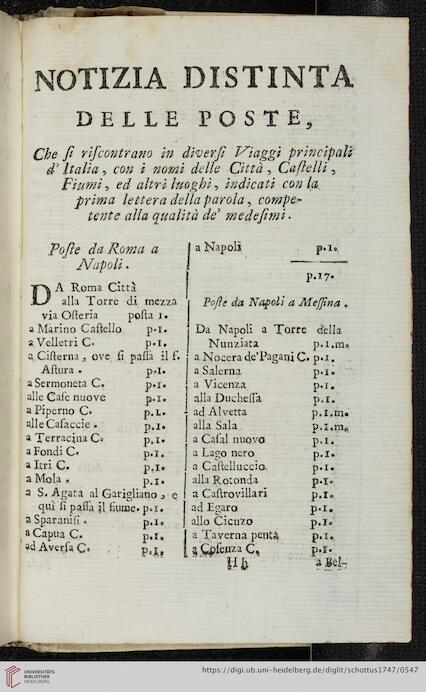 NOTIZIA DISTINTA
DELLE POSTE,
Che ſi riſcontrano in diverſi Viaggi principali
d' Italia, con i nomi delle Città, Caſtelli,
Fiumi, ed altri luoghi, indicati con la
prima lettera della parola, compe-
tente alla qualità de' medeſimi.
Poſte da Roma a
Napoli.
DA Roma Città
alla Torre di mezza
via Oſteria poſta 1.
a Marino Caſtello p.1.
a Velletri C. p.1.
a Ciſterna, ove ſi paſſa il f.
Aſtura. p.1.
a Sermoneta C. p.1.
alle Caſe nuove p.1.
a Piperno C. p.1.
alle Caſaccie. p.1.
a Terracina C. p.1.
a Fondi C. p.1.
a Itri C. p.1.
a Mola. p.1.
a S. Agata al Garigliano, e
quì ſi paſſa il fiume. p.1.
a Sparaniſi. p.1.
a Capua C. p.1.
ad Averſa C. p.1.
a Napoli p.1.
p.17.
Poſte da Napoli a Meſſina.
Da Napoli a Torre della
Nunziata p.1.m.
a Nocera de'Pagani C. p.1.
a Salerna p.1.
a Vicenza p.1.
alla Ducheſſa p.1.
ad Alvetta p.1.m.
alla Sala p.1.m.
a Caſal nuovo p.1.
a Lago nero p.1.
a Caſtelluccio p.1.
alla Rotonda p.1.
a Caſtrovillari p.1.
ad Egaro p.1.
allo Cicuzo p.1.
a Taverna penta p.1.
a Coſenza C. p.1.
H h a Bel-
UNIVERSITÄTS-
BIBLIOTHEK
HEIDELBERG
https://digi.ub.uni-heidelberg.de/diglit/schottus1747/0547